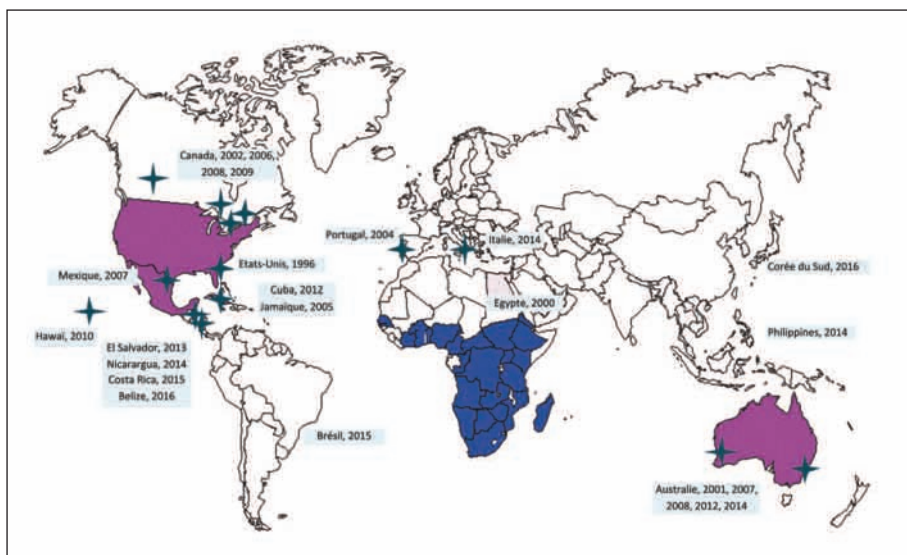 Canada, 2002, 2006,
2008, 2009
Portugal, 2004
Italie, 2014
Etats-Unis, 1996
Mexique, 2007
Corée du Sud, 2016
Cuba, 2012
Jamaïque, 2005
Egypte, 2000
Hawaï, 2010
Philippines, 2014
El Salvador, 2013
Nicarargua, 2014
Costa Rica, 2015
Belize, 2016
Brésil, 2015
Australie, 2001, 2007,
2008, 2012, 2014